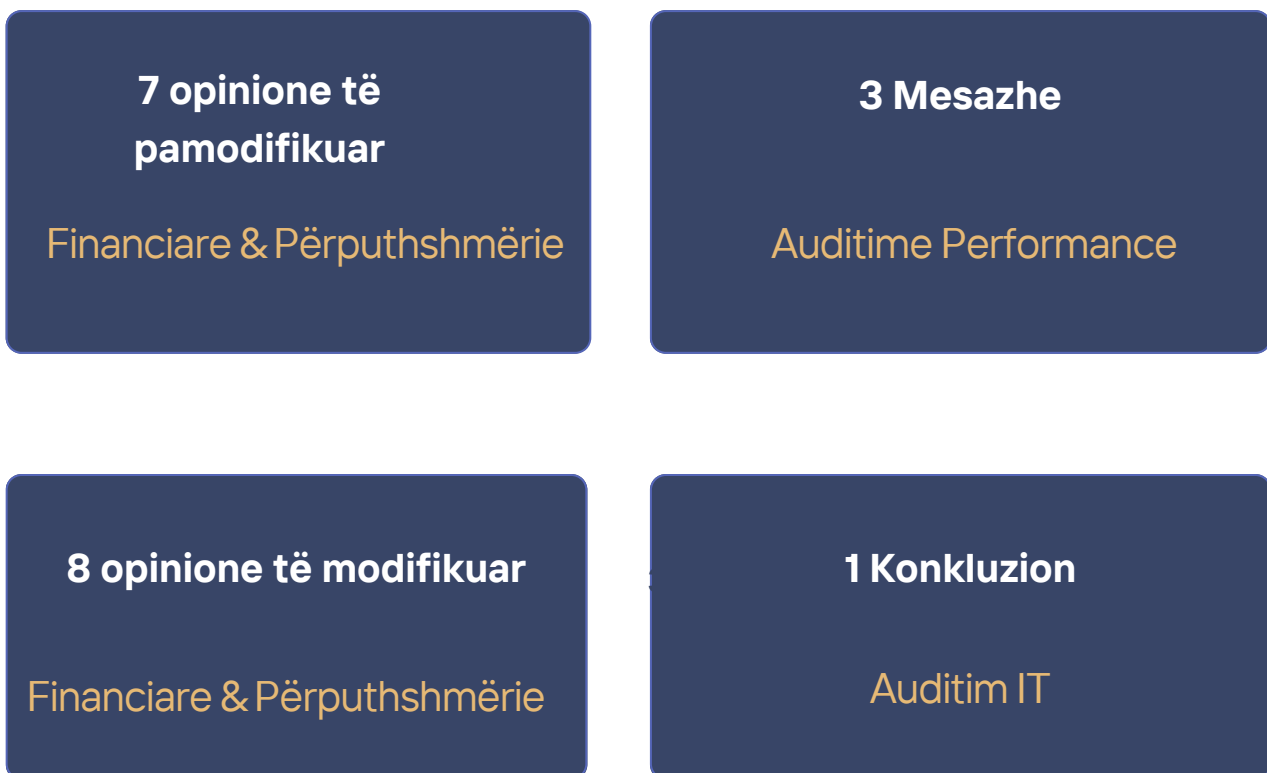 7 opinione të
pamodifikuar
Financiare & Përputhshmërie
3 Mesazhe
Auditime Performance
8 opinione të modifikuar
Financiare & Përputhshmërie
1 Konkluzion
Auditim IT